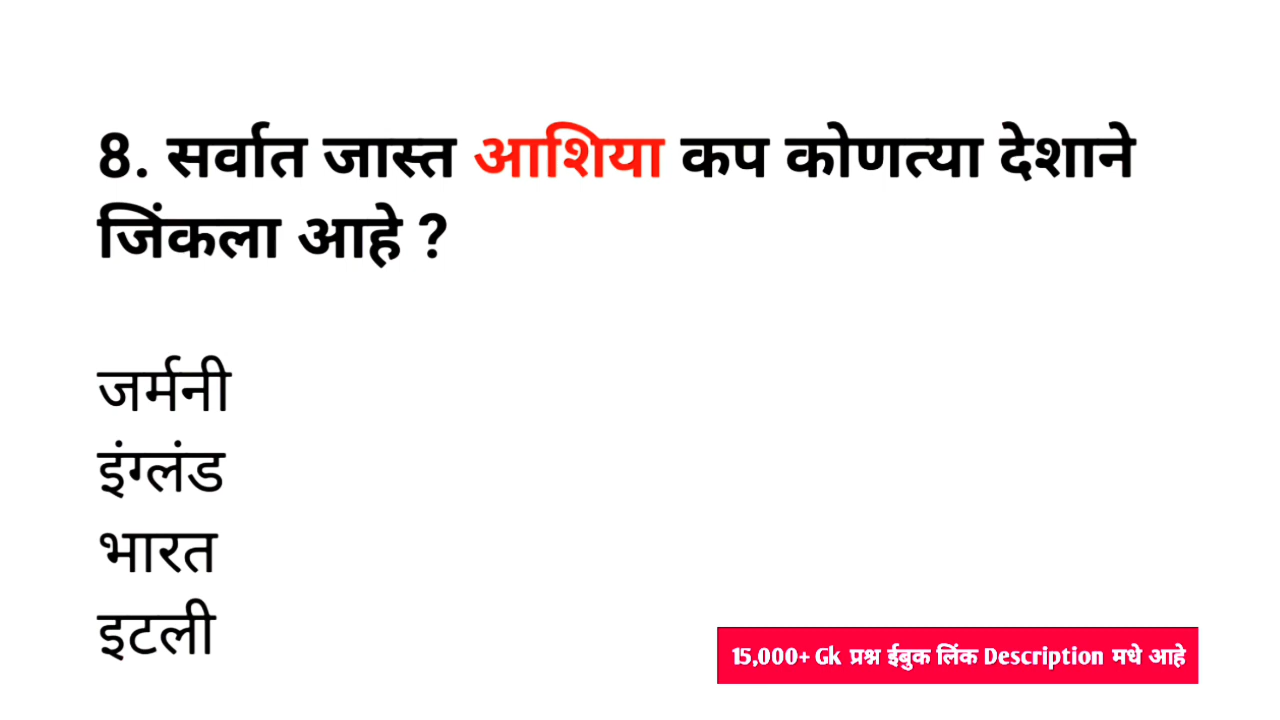 8. सर्वात जास्त आशिया कप कोणत्या देशाने
जिंकला आहे ?
जर्मनी
इंग्लंड
भारत
इटली
15,000+ Gk प्रश्न ईबुक लिंक Description मधे आहे